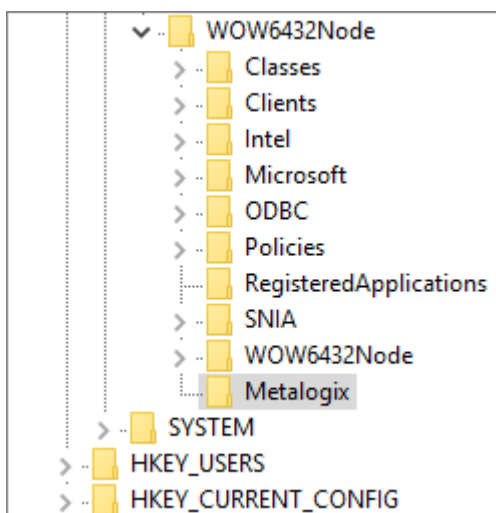 WOW6432Node
Classes
Clients
Intel
Microsoft
ODBC
Policies
RegisteredApplications
SNIA
WOW6432Node
Metalogix
SYSTEM
HKEY_USERS
HKEY_CURRENT_CONFIG